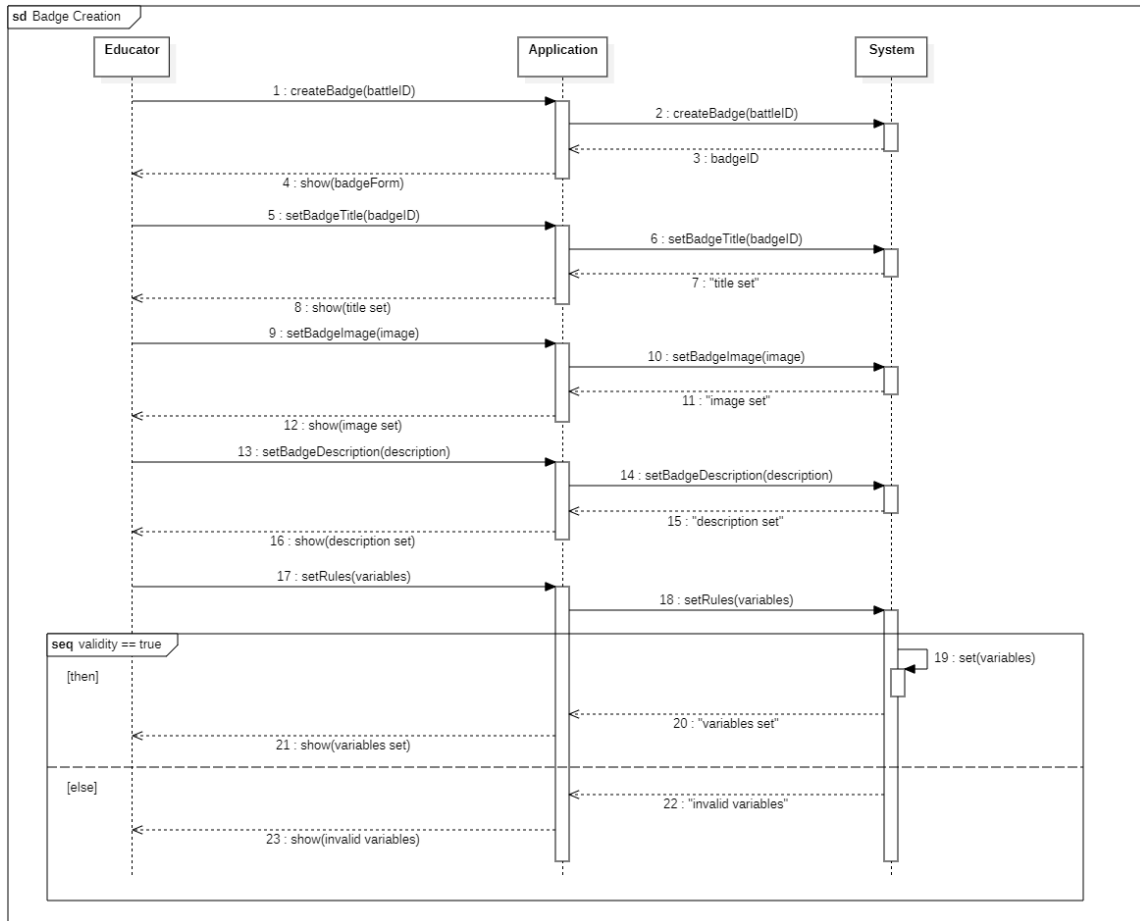 sd Badge Creation
Educator
Application
System
1 : createBadge(battleID)
2 : createBadge(battleID)
3 : badgeID
4 : show(badgeForm)
5 : setBadgeTitle(badgeID)
6 : setBadgeTitle(badgeID)
7 : "title set"
8 : show(title set)
9 : setBadgeImage(image)
10 : setBadgeImage(image)
11 : "image set"
12 : show(image set)
13 : setBadgeDescription(description)
14 : setBadgeDescription(description)
15 : "description set"
16 : show(description set)
17 : setRules(variables)
18 : setRules(variables)
seq validity == true
19 : set(variables)
[then]
20 : "variables set"
21 : show(variables set)
[else]
22 : "invalid variables"
23 : show(invalid variables)